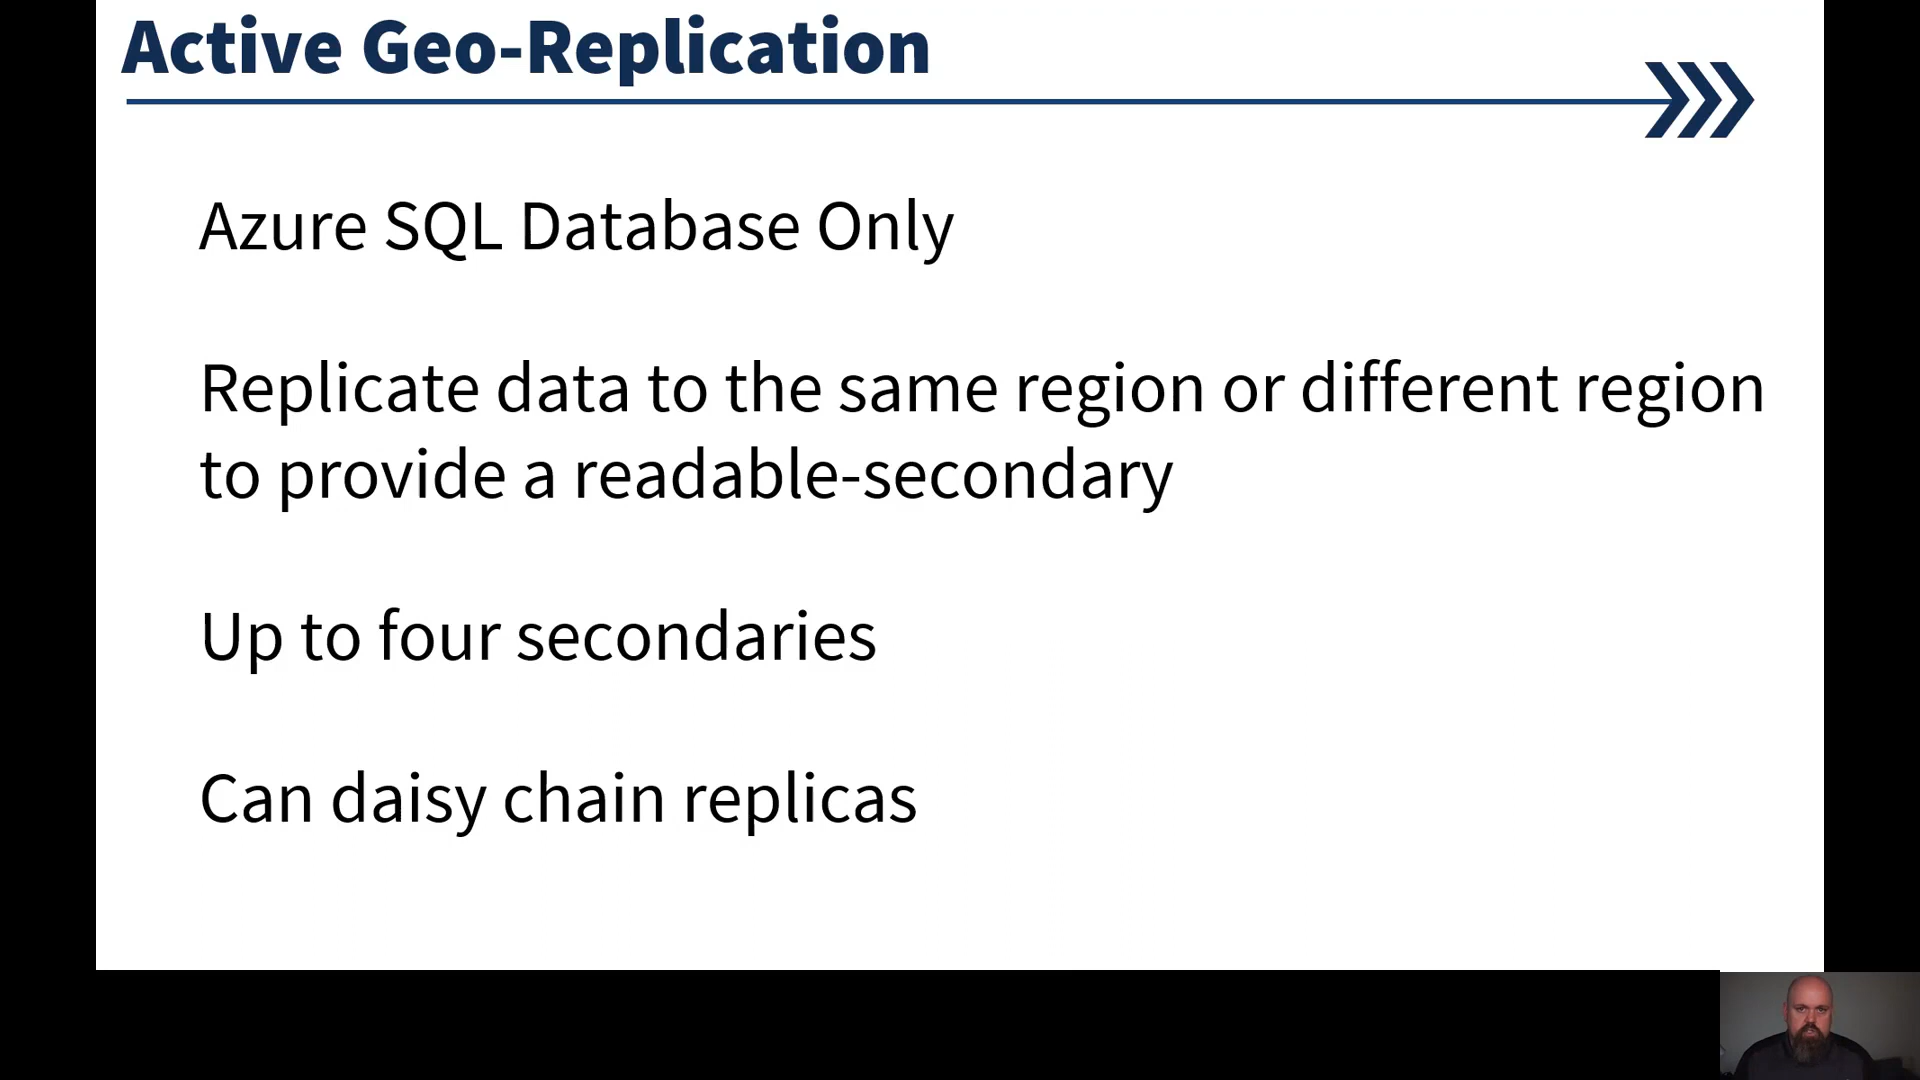 Active Geo-Replication
Azure SQL Database Only
Replicate data to the same region or different region
to provide a readable-secondary
Up to four secondaries
Can daisy chain replicas